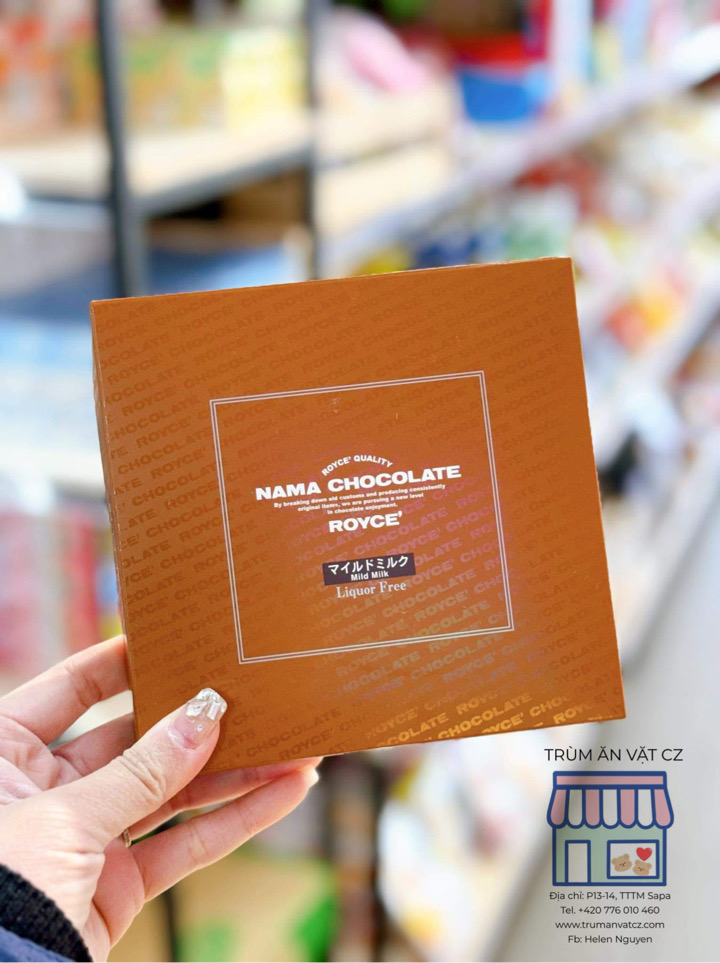 ROYCE' QUALITY
NAMA CHOCOLATE
By breaking down old customs and producing consistently
original items, we are pursuing a new level
in chocolate enjoyment.
ROYCE'
マイルドミルク
Mild Milk
Liquor Free
TRÙM ĂN VẶT CZ
Địa chỉ: P13-14, TTTM Sapa
Tel. +420 776 010 460
www.trumanvatcz.com
Fb: Helen Nguyen